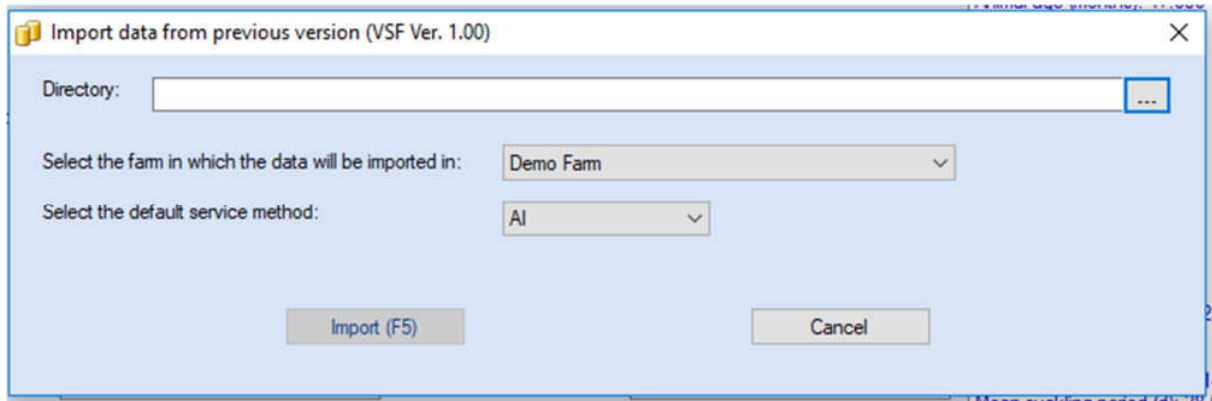 Import data from previous version (VSF Ver. 1.00)
Directory:
...
Select the farm in which the data will be imported in:
Demo Farm
Select the default service method:
AI
Import (F5)
Cancel